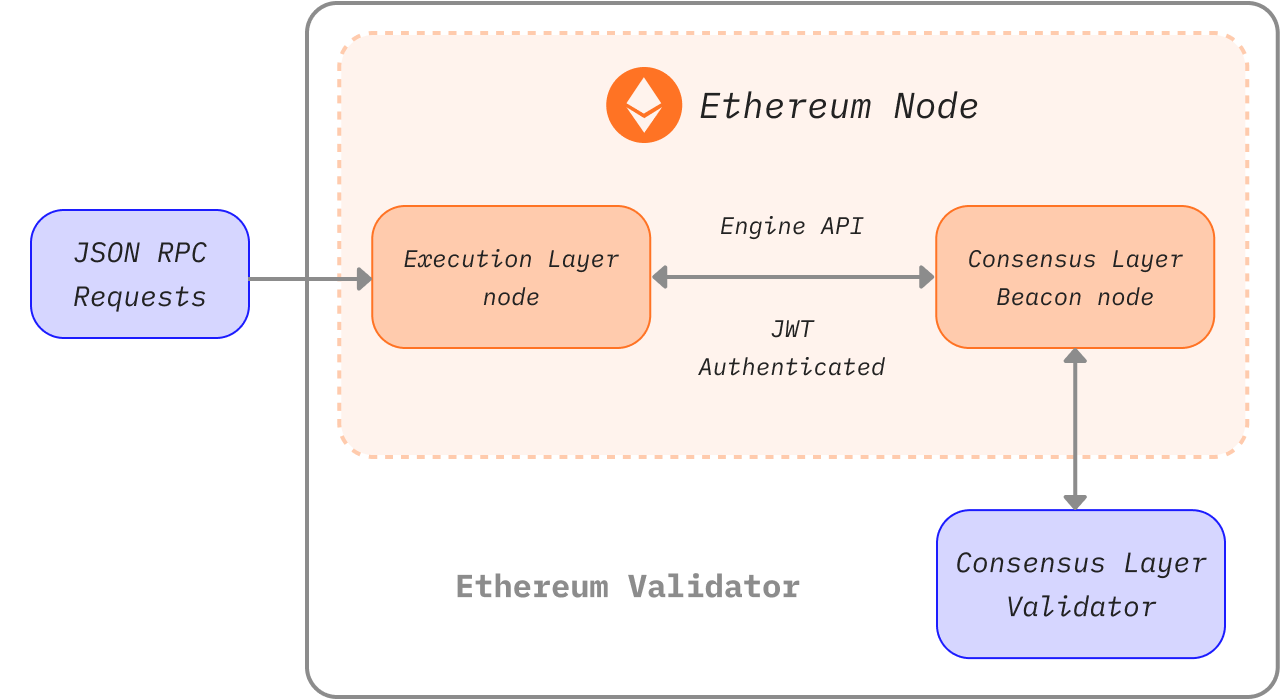 Ethereum Node
JSON RPC
Requests
Execution Layer
node
Engine API
JWT
Authenticated
Consensus Layer
Beacon node
Ethereum Validator
Consensus Layer
Validator